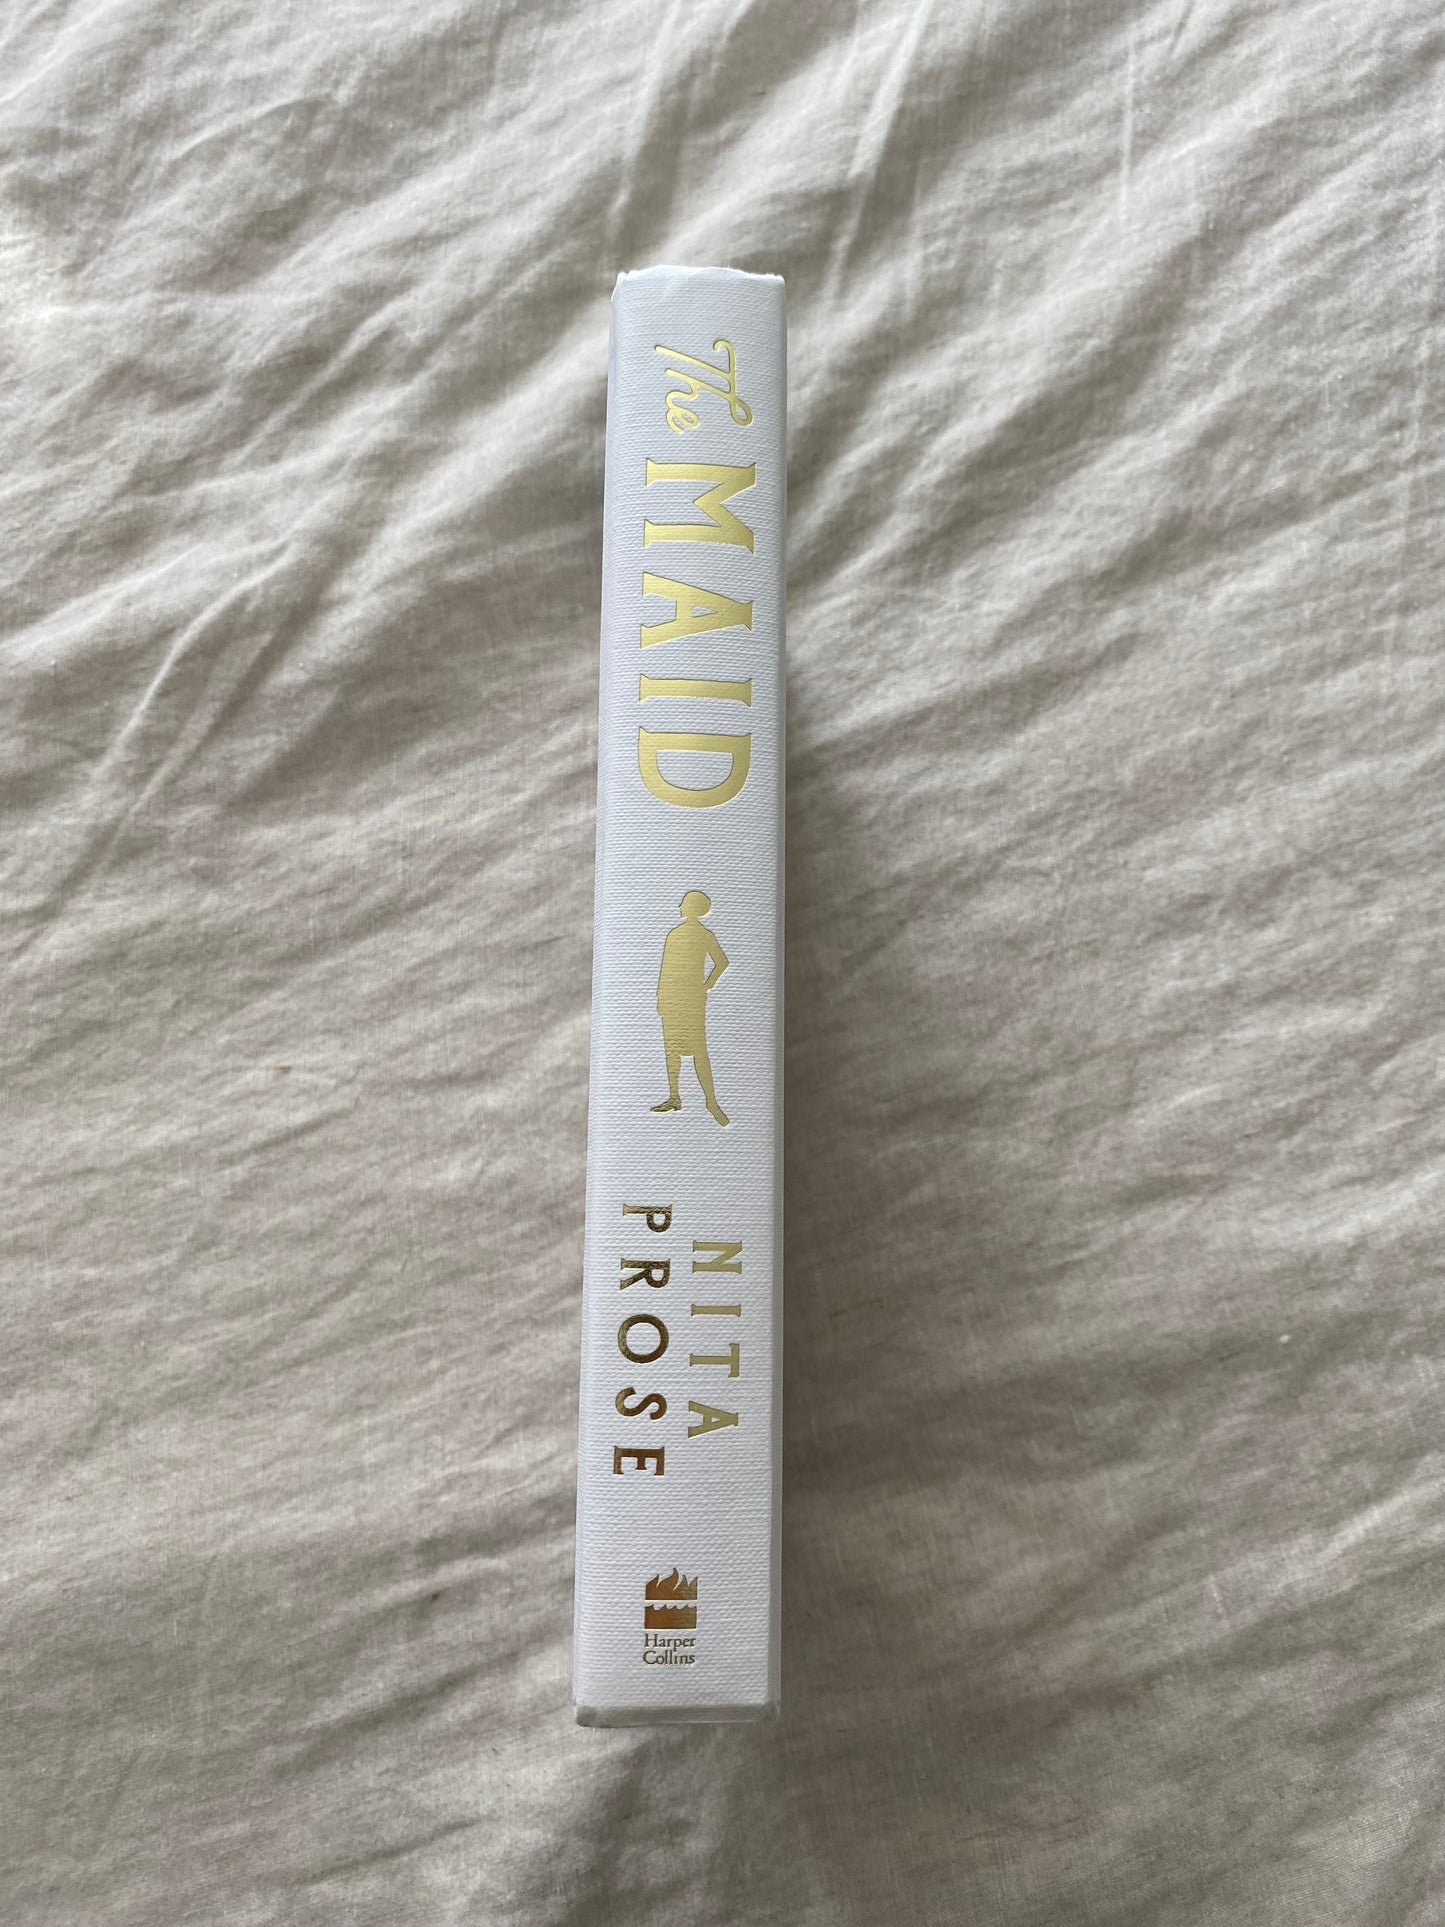 The
MAID
NITA
PROSE
Harper
Collins